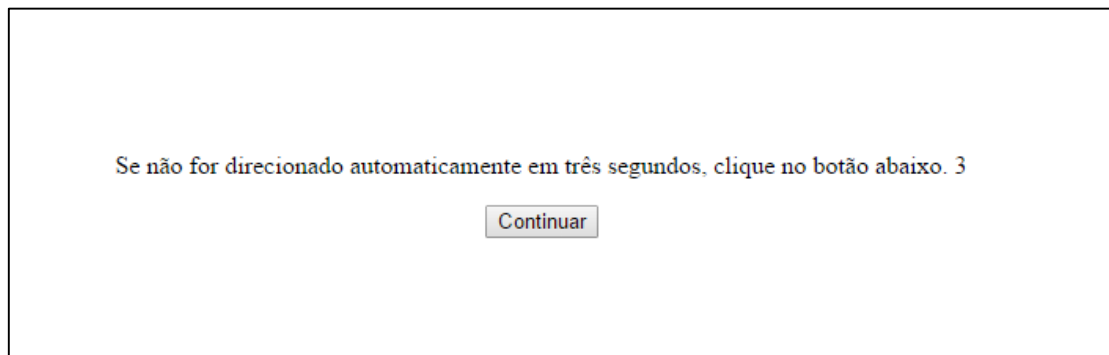 Se não for direcionado automaticamente em três segundos, clique no botão abaixo. 3
Continuar